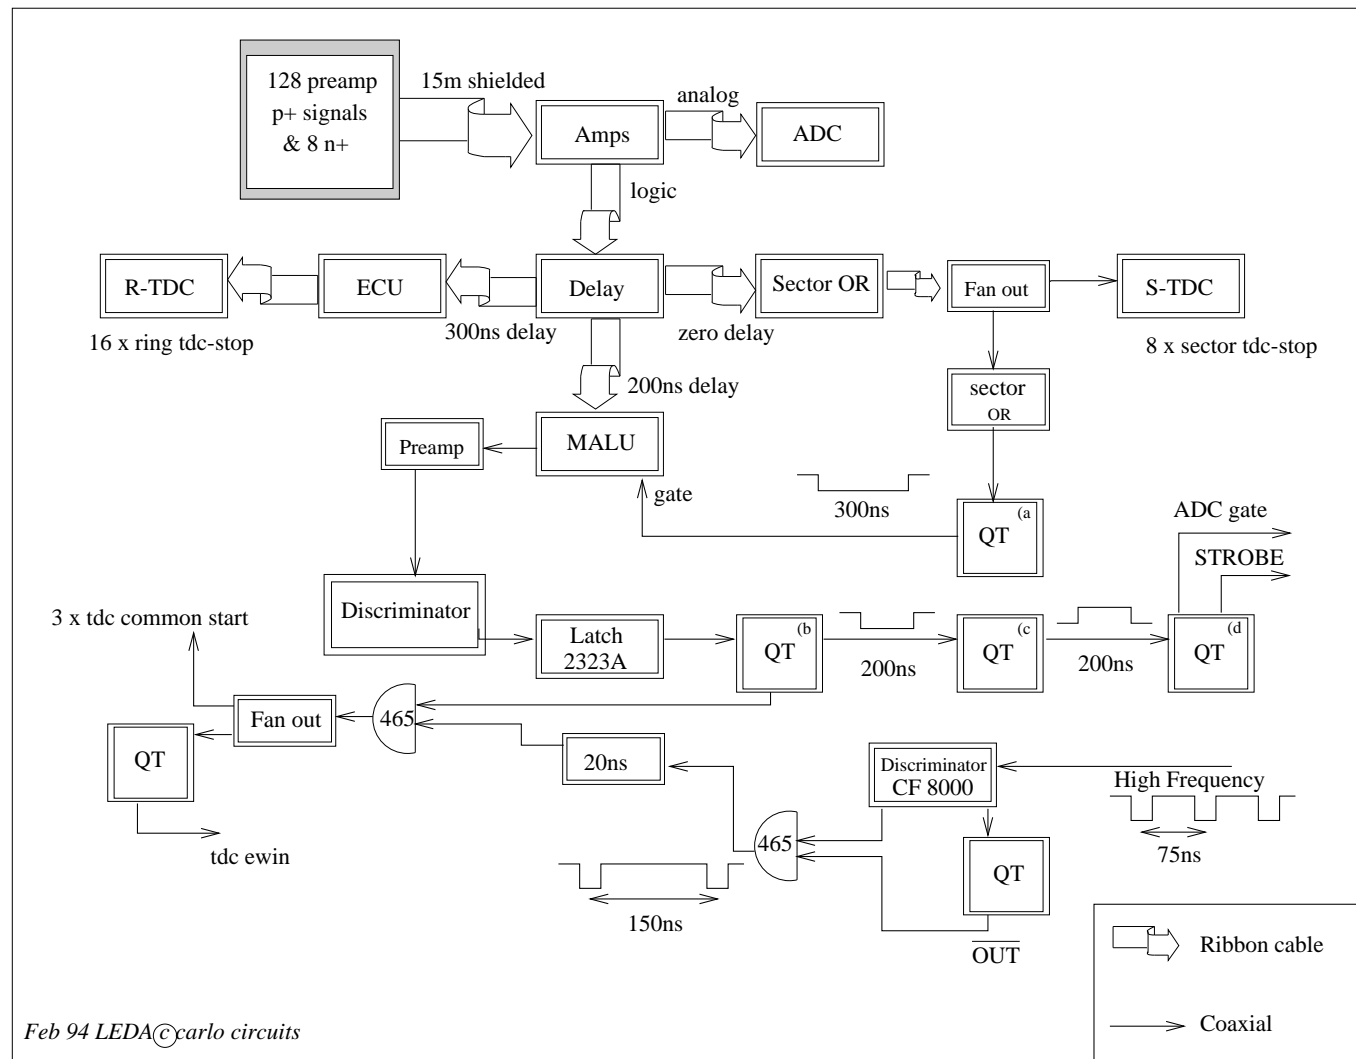 128 preamp
p+ signals
& 8 n+
15m shielded
Amps
analog
ADC
logic
R-TDC
ECU
Delay
Sector OR
Fan out
S-TDC
16 x ring tdc-stop
300ns delay
zero delay
8 x sector tdc-stop
200ns delay
sector
OR
Preamp
MALU
gate
300ns
QT
(a
ADC gate
STROBE
Discriminator
3 x tdc common start
Latch
2323A
QT
(b
200ns
QT
(c
200ns
QT
(d
Fan out
465
QT
20ns
Discriminator
CF 8000
High Frequency
75ns
tdc ewin
465
QT
150ns
OUT
Ribbon cable
Coaxial
Feb 94 LEDA©carlo circuits